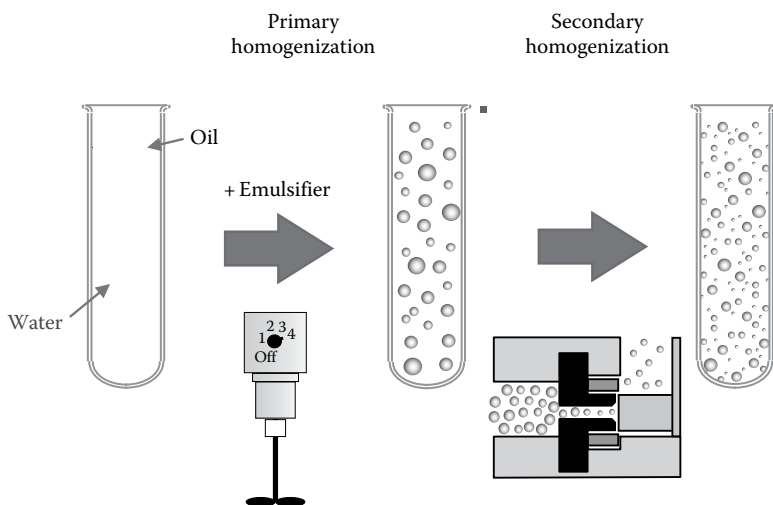 Primary
homogenization
Secondary
homogenization
Oil
+ Emulsifier
Water
1 2 3 4
Off